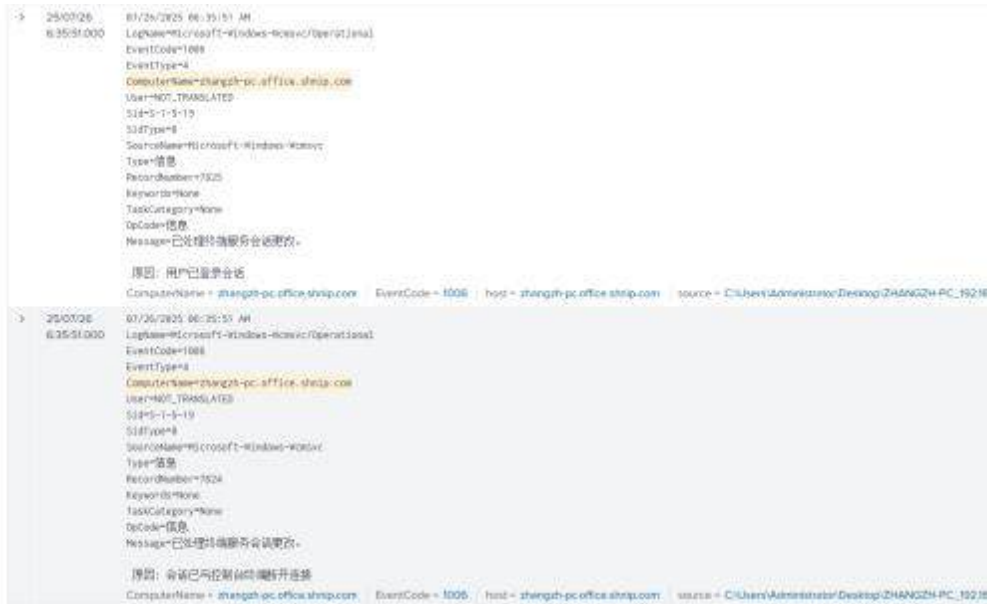 25/07/26
6:35:51.000
07/26/2025 06:35:51 AM
LogName=Microsoft-Windows-Wcmsvc/Operational
EventCode=1006
EventType=4
ComputerName=zhangzh-pc.office.shnip.com
User=NOT_TRANSLATED
Sid=S-1-5-19
SidType=0
SourceName=Microsoft-Windows-Wcmsvc
Type=信息
RecordNumber=7825
Keywords=None
TaskCategory=None
OpCode=信息
Message=已处理终端服务会话更改。
原因: 用户已登录会话
ComputerName = zhangzh-pc.office.shnip.com EventCode = 1006 host = zhangzh-pc.office.shnip.com source = C:\Users\Administrator\Desktop\ZHANGZH-PC_19216
25/07/26
6:35:51.000
07/26/2025 06:35:51 AM
LogName=Microsoft-Windows-Wcmsvc/Operational
EventCode=1006
EventType=4
ComputerName=zhangzh-pc.office.shnip.com
User=NOT_TRANSLATED
Sid=S-1-5-19
SidType=0
SourceName=Microsoft-Windows-Wcmsvc
Type=信息
RecordNumber=7824
Keywords=None
TaskCategory=None
OpCode=信息
Message=已处理终端服务会话更改。
原因: 会话已与控制台终端断开连接
ComputerName = zhangzh-pc.office.shnip.com EventCode = 1006 host = zhangzh-pc.office.shnip.com source = C:\Users\Administrator\Desktop\ZHANGZH-PC_19216